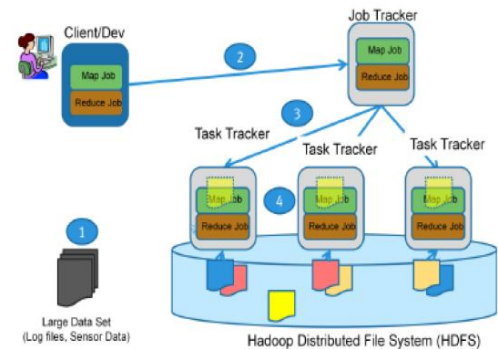 Job Tracker
Client/Dev
Map Job
Reduce Job
2
Map Job
Reduce Job
3
Task Tracker
Task Tracker
Task Tracker
Map Job
Reduce Job
4
Map Job
Reduce Job
Map Job
Reduce Job
1
Large Data Set
(Log files, Sensor Data)
Hadoop Distributed File System (HDFS)